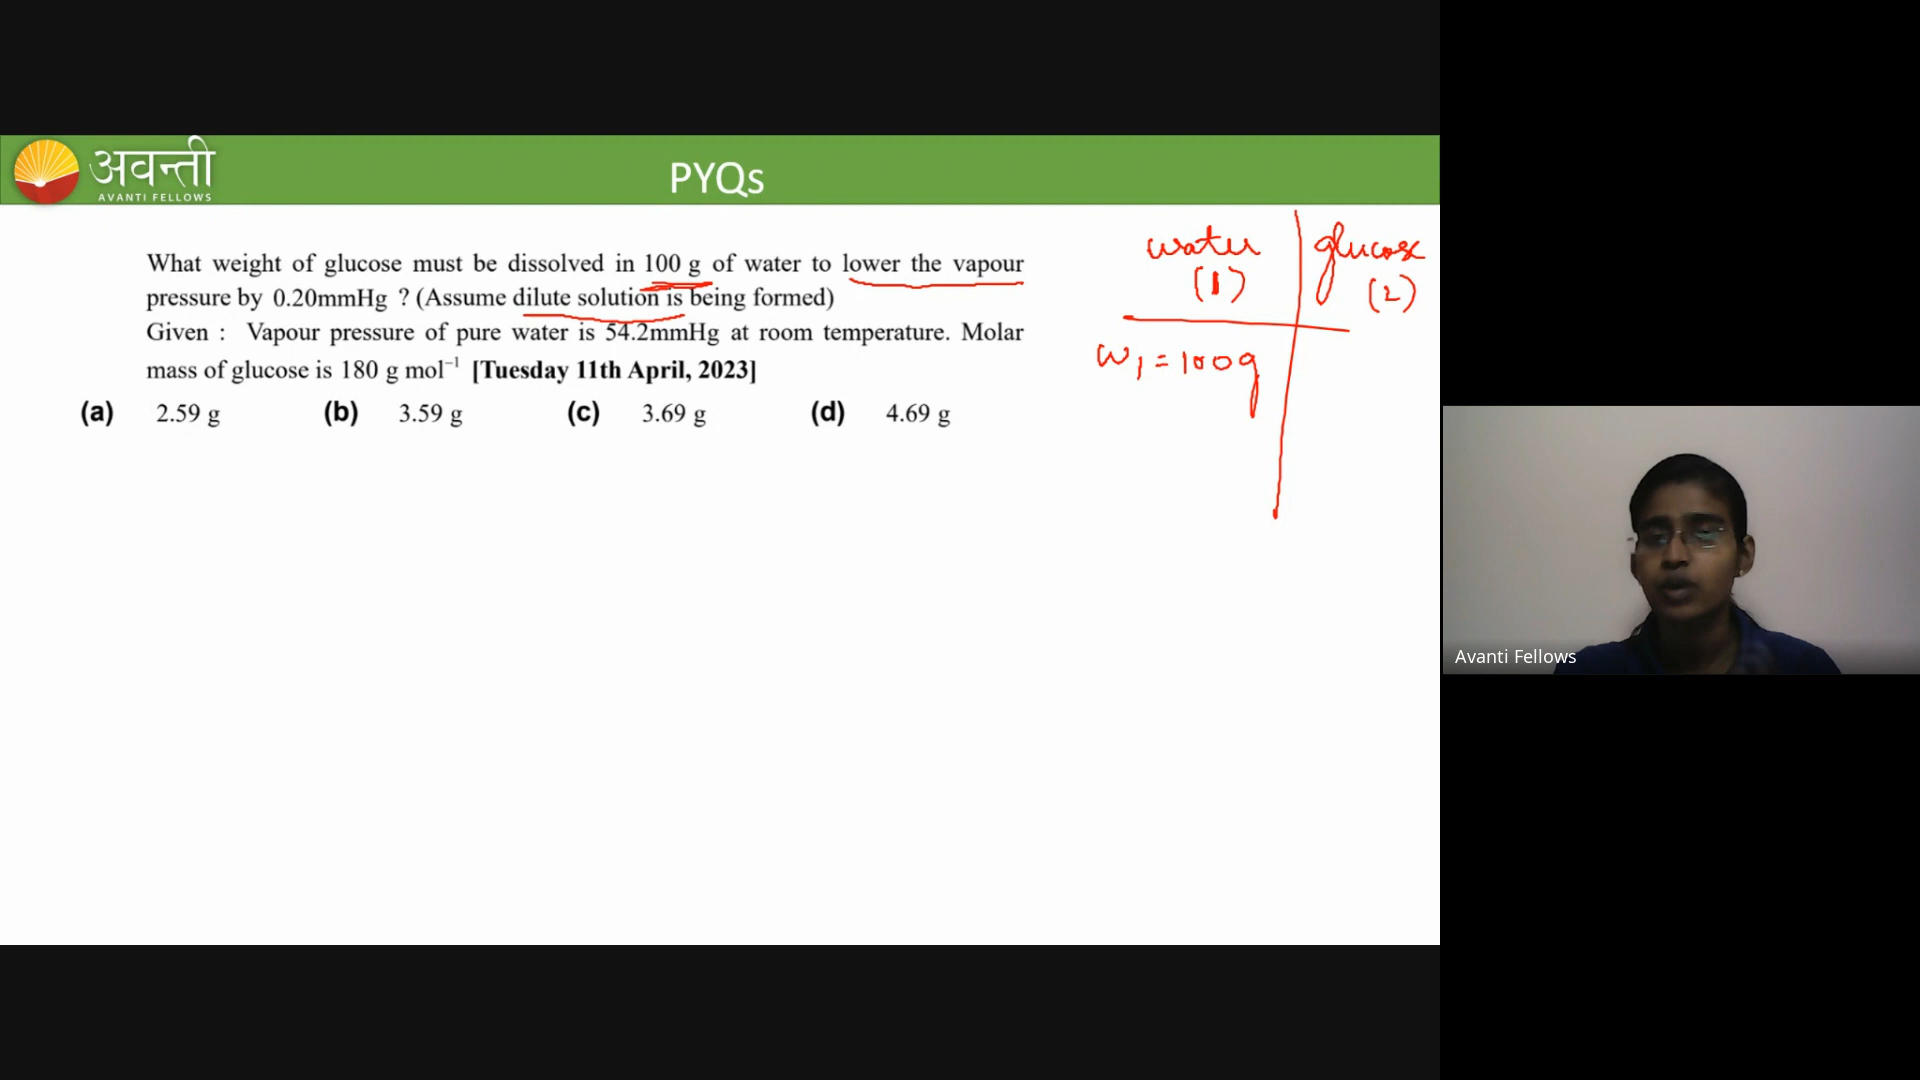 अवन्ती
AVANTI FELLOWS
PYQs
What weight of glucose must be dissolved in 100 g of water to lower the vapour
pressure by 0.20mmHg ? (Assume dilute solution is being formed)
Given : Vapour pressure of pure water is 54.2mmHg at room temperature. Molar
mass of glucose is 180 g mol⁻¹ [Tuesday 11th April, 2023]
(a) 2.59 g (b) 3.59 g (c) 3.69 g (d) 4.69 g
water glucose
(1) (2)
w₁ = 100g
Avanti Fellows